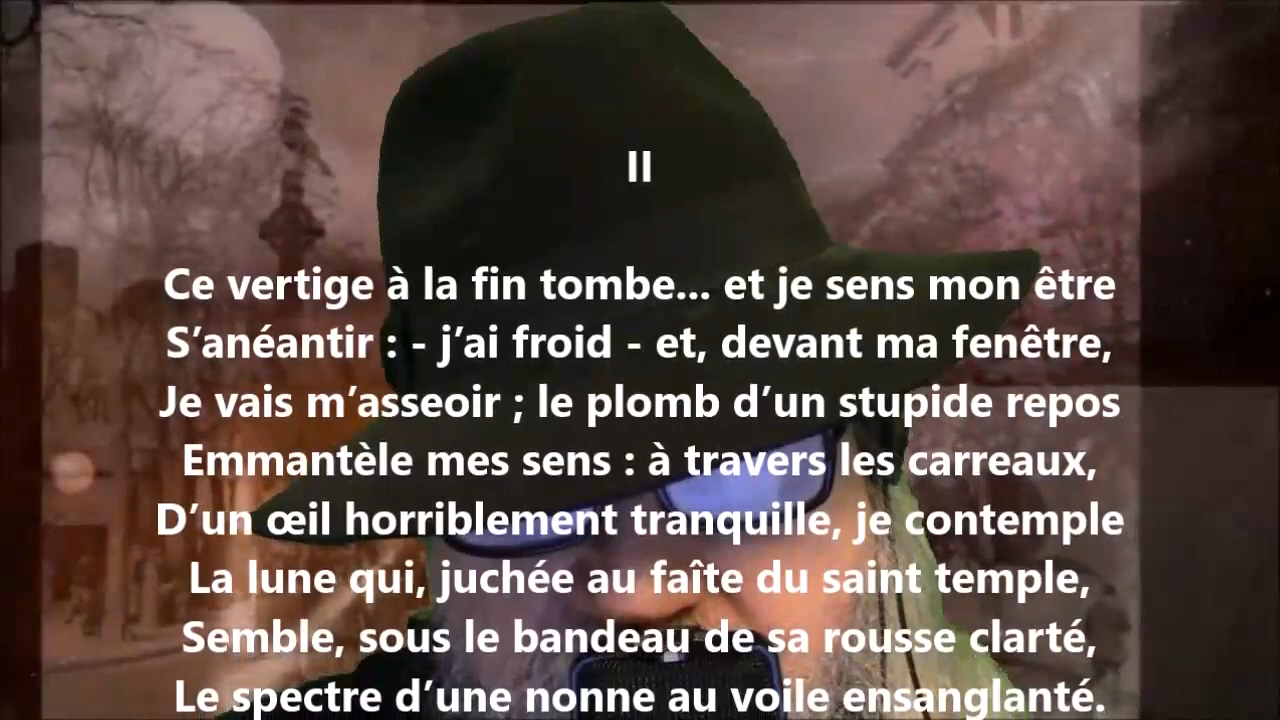 II
Ce vertige à la fin tombe... et je sens mon être
S’anéantir : - j’ai froid - et, devant ma fenêtre,
Je vais m’asseoir ; le plomb d’un stupide repos
Emmantèle mes sens : à travers les carreaux,
D’un œil horriblement tranquille, je contemple
La lune qui, juchée au faîte du saint temple,
Semble, sous le bandeau de sa rousse clarté,
Le spectre d’une nonne au voile ensanglanté.